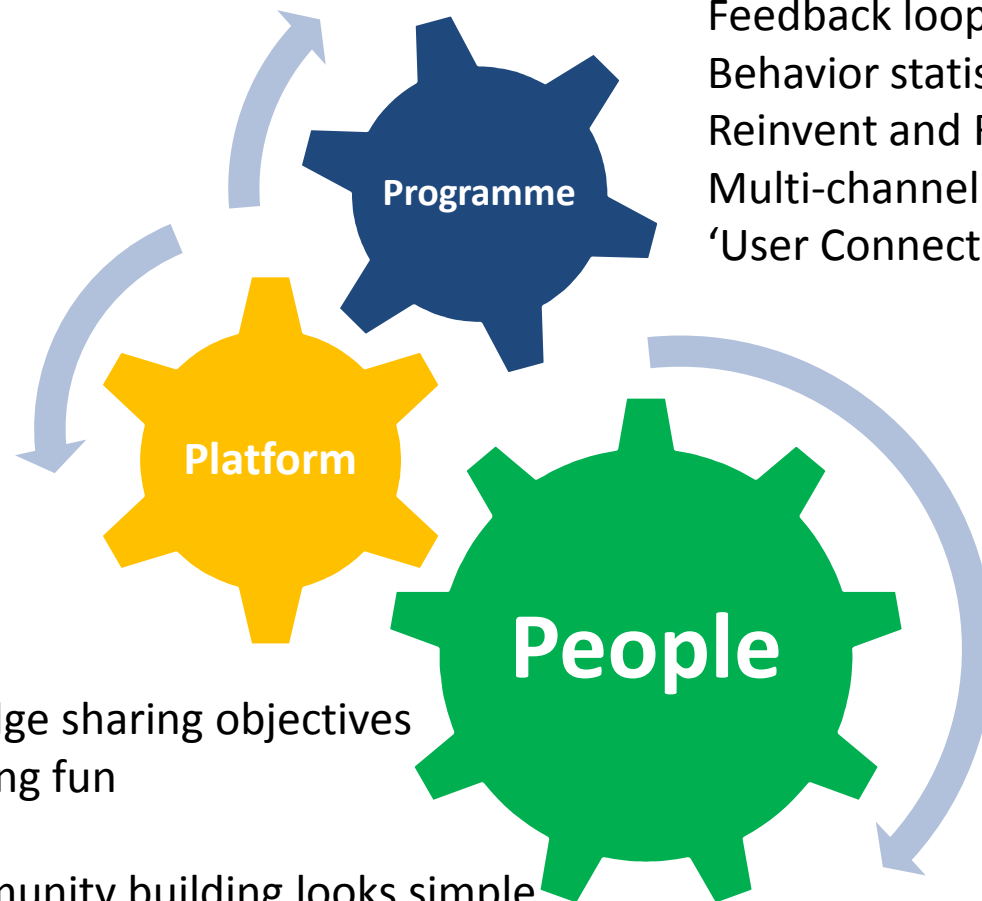 Feedback loop
Behavior statis
Reinvent and
Multi-channel
‘User Connect
Programme
Platform
People
dge sharing objectives
ng fun
munity building looks simple